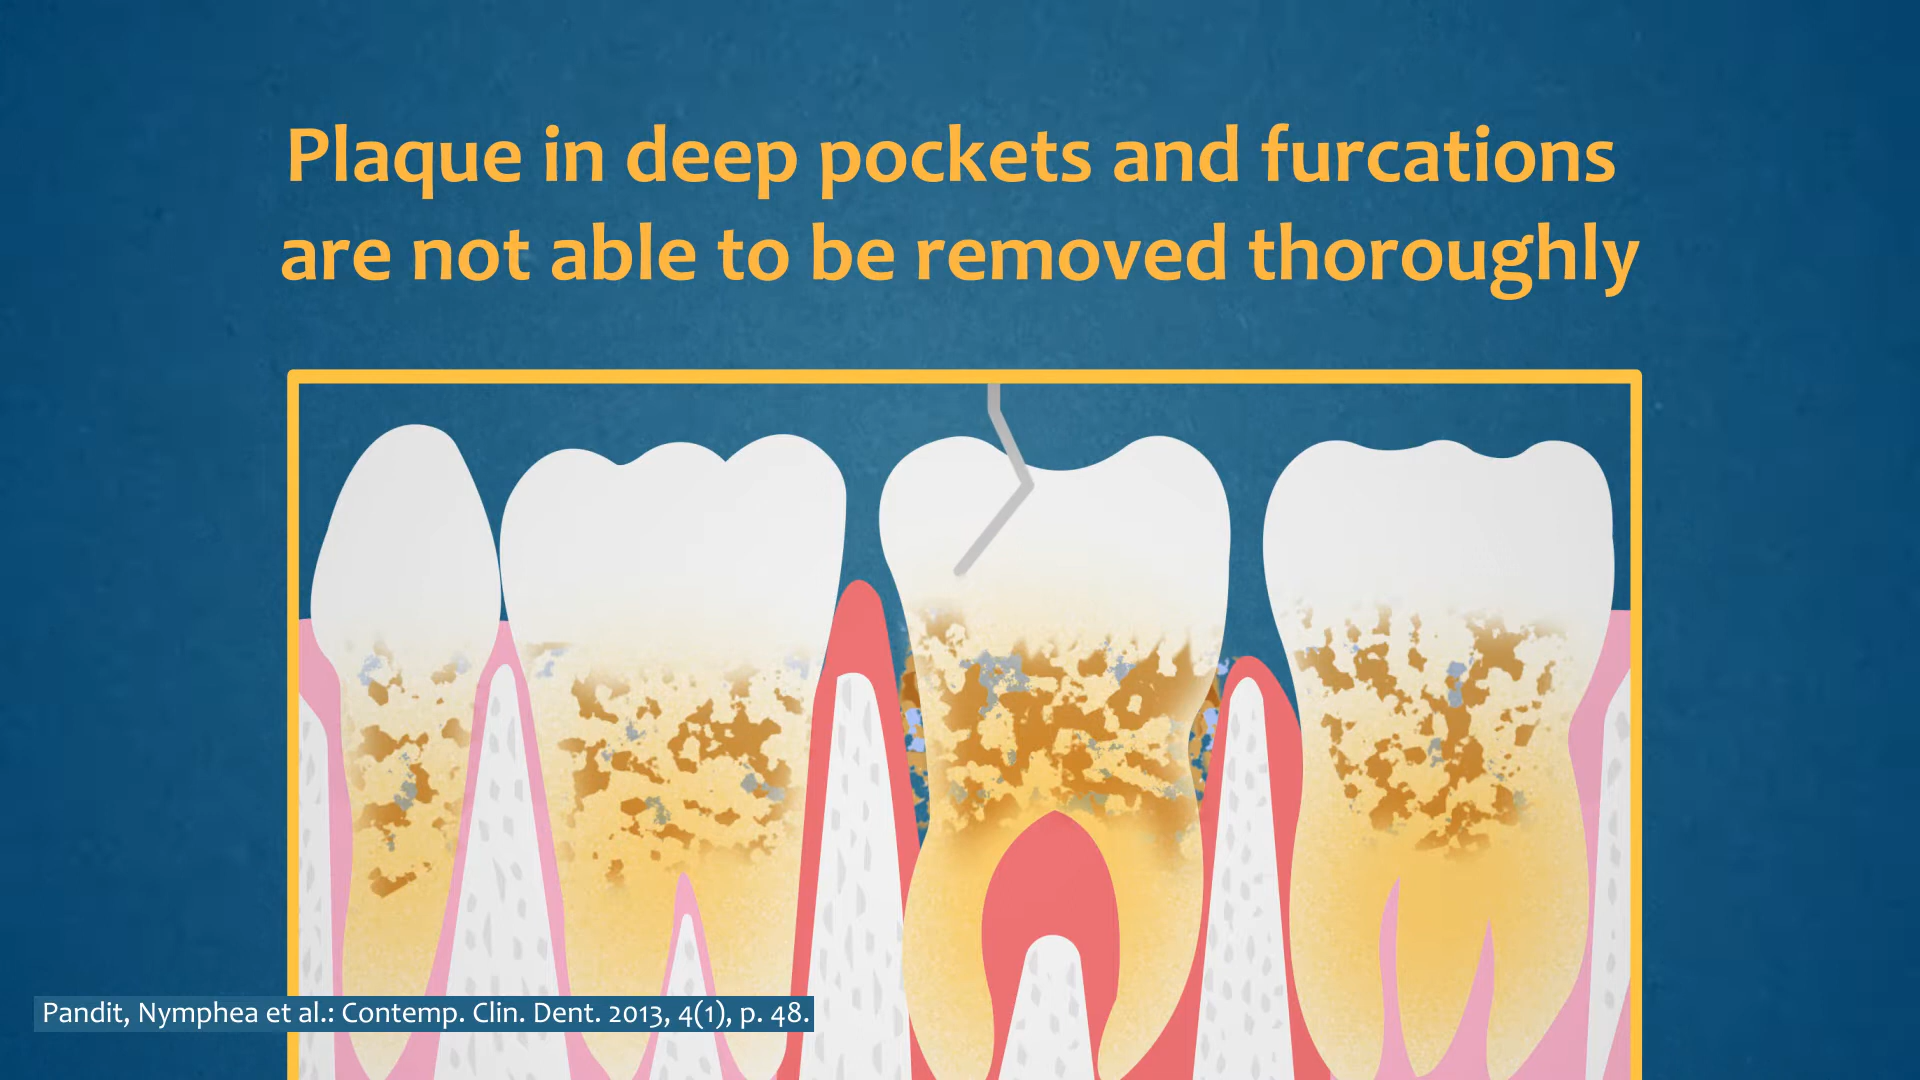 Plaque in deep pockets and furcations
are not able to be removed thoroughly
Pandit, Nymphea et al.: Contemp. Clin. Dent. 2013, 4(1), p. 48.